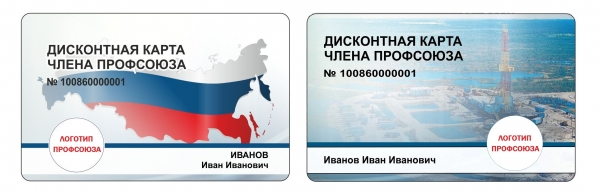 ДИСКОНТНАЯ КАРТА
ЧЛЕНА ПРОФСОЮЗА
№ 100860000001
ЛОГОТИП
ПРОФСОЮЗА
ИВАНОВ
Иван Иванович
ДИСКОНТНАЯ КАРТА
ЧЛЕНА ПРОФСОЮЗА
№ 100860000001
ЛОГОТИП
ПРОФСОЮЗА
Иванов Иван Иванович